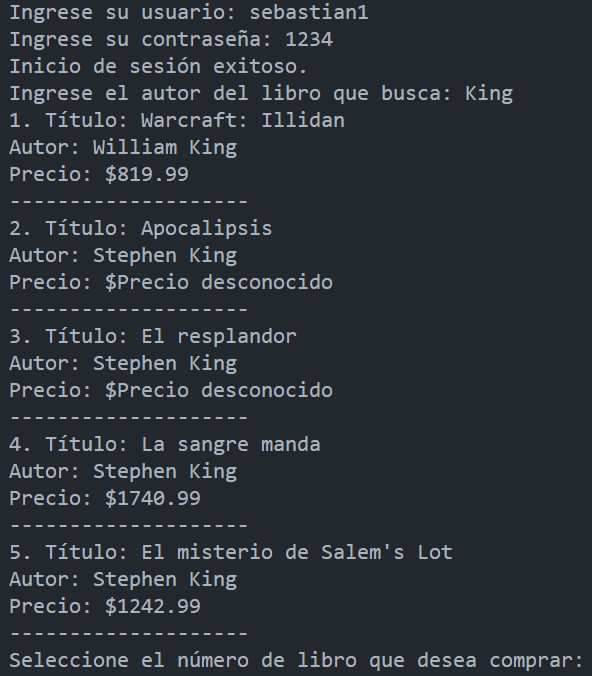 Ingrese su usuario: sebastian1
Ingrese su contraseña: 1234
Inicio de sesión exitoso.
Ingrese el autor del libro que busca: King
1. Título: Warcraft: Illidan
Autor: William King
Precio: $819.99
--------------------
2. Título: Apocalipsis
Autor: Stephen King
Precio: $Precio desconocido
--------------------
3. Título: El resplandor
Autor: Stephen King
Precio: $Precio desconocido
--------------------
4. Título: La sangre manda
Autor: Stephen King
Precio: $1740.99
--------------------
5. Título: El misterio de Salem's Lot
Autor: Stephen King
Precio: $1242.99
--------------------
Seleccione el número de libro que desea comprar: